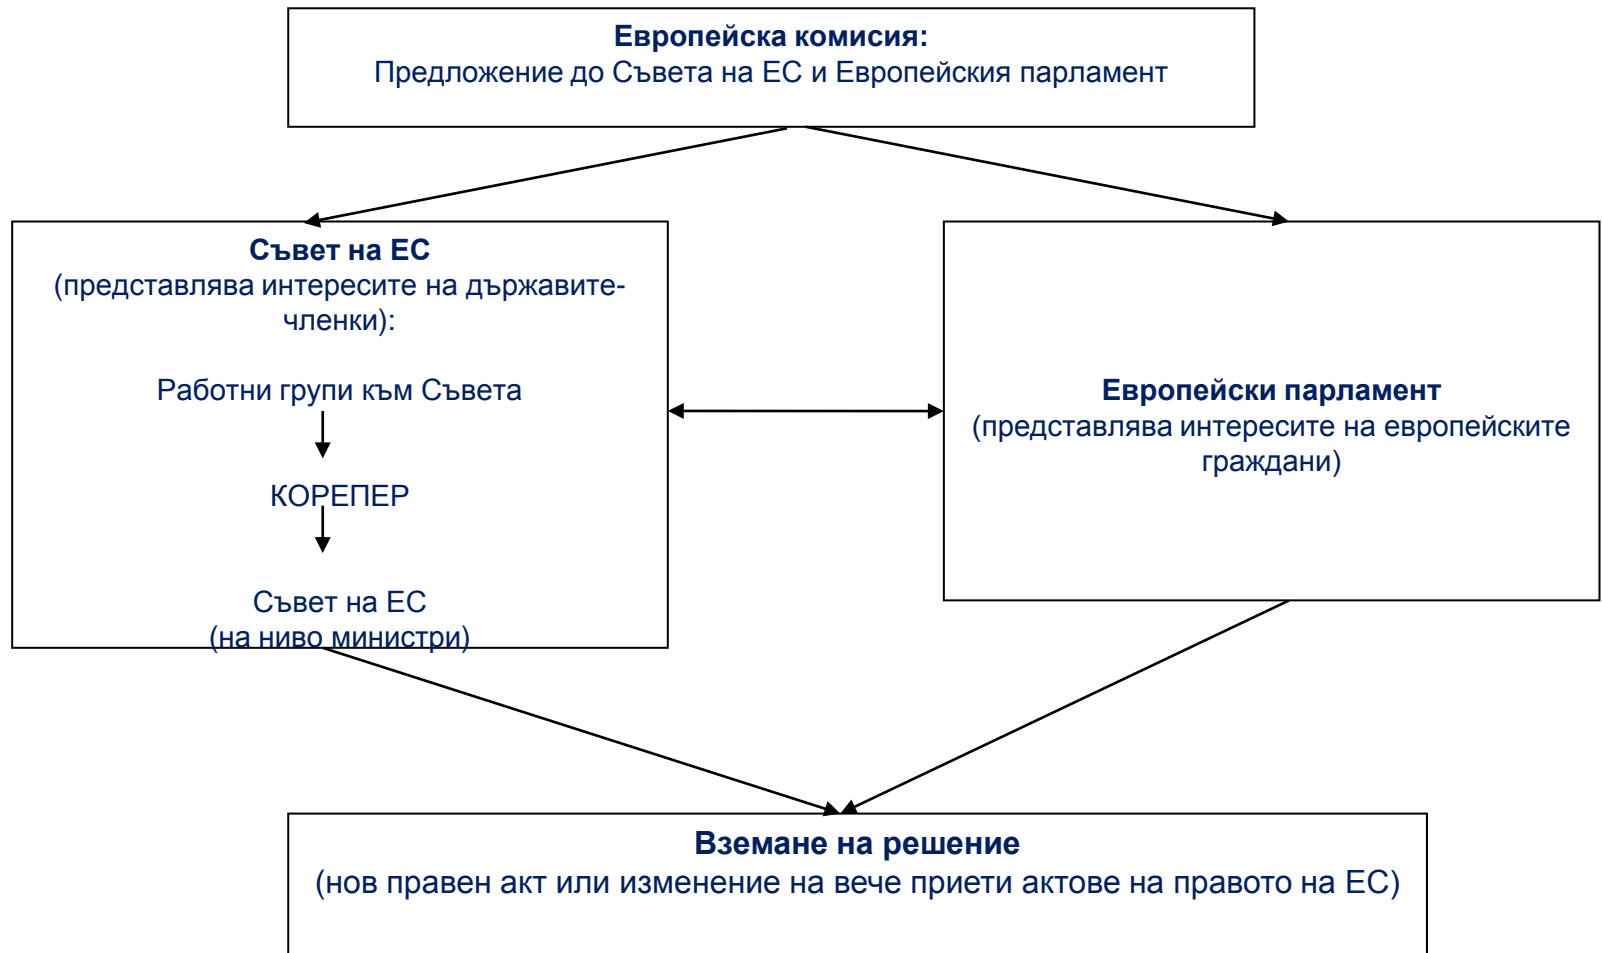 Европейска комисия:
Предложение до Съвета на ЕС и Европейския парламент
Съвет на ЕС
(представлява интересите на държавите-
членки):
Работни групи към Съвета
КОРЕПЕР
Съвет на ЕС
(на ниво министри)
Европейски парламент
(представлява интересите на европейските
граждани)
Вземане на решение
(нов правен акт или изменение на вече приети актове на правото на ЕС)